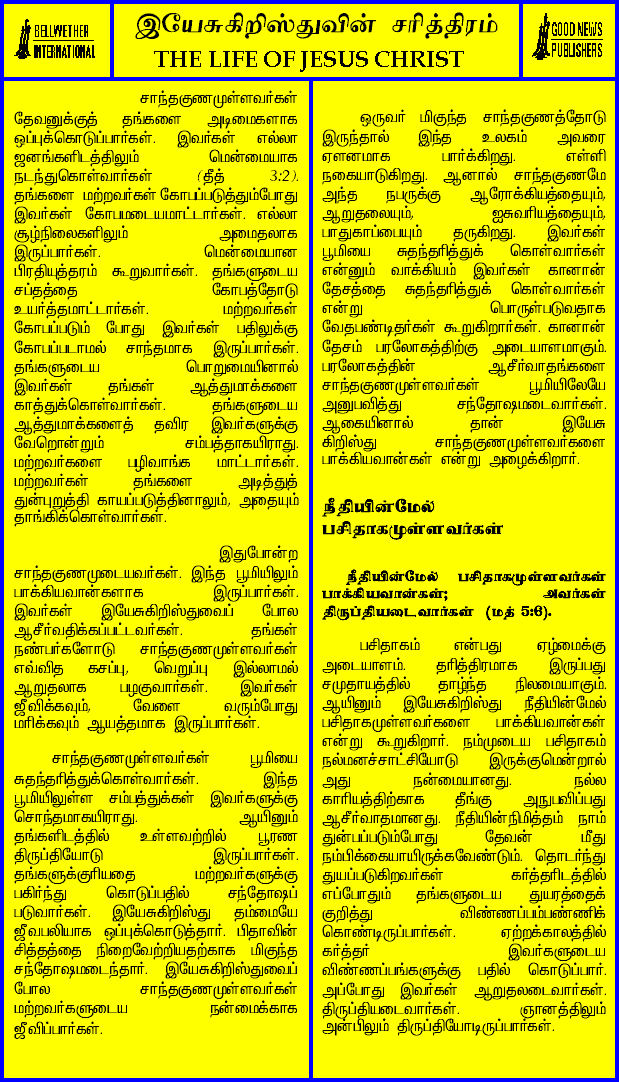 BELLWETHER
INTERNATIONAL
இயேசுகிறிஸ்துவின் சரித்திரம்
THE LIFE OF JESUS CHRIST
GOOD NEWS
PUBLISHERS
சாந்தகுணமுள்ளவர்கள்
தேவனுக்குத் தங்களை அடிமைகளாக
ஒப்புக்கொடுப்பார்கள். இவர்கள் எல்லா
ஜனங்களிடத்திலும் மென்மையாக
நடந்துகொள்வார்கள் (தீத் 3:2).
தங்களை மற்றவர்கள் கோபப்படுத்தும்போது
இவர்கள் கோபமடையமாட்டார்கள். எல்லா
சூழ்நிலைகளிலும் அமைதலாக
இருப்பார்கள். மென்மையான
பிரதியுத்தரம் கூறுவார்கள். தங்களுடைய
சப்தத்தை கோபத்தோடு
உயர்த்தமாட்டார்கள். மற்றவர்கள்
கோபப்படும் போது இவர்கள் பதிலுக்கு
கோபப்படாமல் சாந்தமாக இருப்பார்கள்.
தங்களுடைய பொறுமையினால்
இவர்கள் தங்கள் ஆத்துமாக்களை
காத்துக்கொள்வார்கள். தங்களுடைய
ஆத்துமாக்களைத் தவிர இவர்களுக்கு
வேறொன்றும் சம்பத்தாகயிராது.
மற்றவர்களை பழிவாங்க மாட்டார்கள்.
மற்றவர்கள் தங்களை அடித்துத்
துன்புறுத்தி காயப்படுத்தினாலும், அதையும்
தாங்கிக்கொள்வார்கள்.
இதுபோன்ற
சாந்தகுணமுடையவர்கள். இந்த பூமியிலும்
பாக்கியவான்களாக இருப்பார்கள்.
இவர்கள் இயேசுகிறிஸ்துவைப் போல
ஆசீர்வதிக்கப்பட்டவர்கள். தங்கள்
நண்பர்களோடு சாந்தகுணமுள்ளவர்கள்
எவ்வித கசப்பு, வெறுப்பு இல்லாமல்
ஆறுதலாக பழகுவார்கள். இவர்கள்
ஜீவிக்கவும், வேளை வரும்போது
மரிக்கவும் ஆயத்தமாக இருப்பார்கள்.
சாந்தகுணமுள்ளவர்கள் பூமியை
சுதந்தரித்துக்கொள்வார்கள். இந்த
பூமியிலுள்ள சம்பத்துக்கள் இவர்களுக்கு
சொந்தமாகயிராது. ஆயினும்
தங்களிடத்தில் உள்ளவற்றில் பூரண
திருப்தியோடு இருப்பார்கள்.
தங்களுக்குரியதை மற்றவர்களுக்கு
பகிர்ந்து கொடுப்பதில் சந்தோஷப்
படுவார்கள். இயேசுகிறிஸ்து தம்மையே
ஜீவபலியாக ஒப்புக்கொடுத்தார். பிதாவின்
சித்தத்தை நிறைவேற்றியதற்காக மிகுந்த
சந்தோஷமடைந்தார். இயேசுகிறிஸ்துவைப்
போல சாந்தகுணமுள்ளவர்கள்
மற்றவர்களுடைய நன்மைக்காக
ஜீவிப்பார்கள்.
ஒருவர் மிகுந்த சாந்தகுணத்தோடு
இருந்தால் இந்த உலகம் அவரை
ஏளனமாக பார்க்கிறது. எள்ளி
நகையாடுகிறது. ஆனால் சாந்தகுணமே
அந்த நபருக்கு ஆரோக்கியத்தையும்,
ஆறுதலையும், ஐசுவரியத்தையும்,
பாதுகாப்பையும் தருகிறது. இவர்கள்
பூமியை சுதந்தரித்துக் கொள்வார்கள்
என்னும் வாக்கியம் இவர்கள் கானான்
தேசத்தை சுதந்தரித்துக் கொள்வார்கள்
என்று பொருள்படுவதாக
வேதபண்டிதர்கள் கூறுகிறார்கள். கானான்
தேசம் பரலோகத்திற்கு அடையாளமாகும்.
பரலோகத்தின் ஆசீர்வாதங்களை
சாந்தகுணமுள்ளவர்கள் பூமியிலேயே
அனுபவித்து சந்தோஷமடைவார்கள்.
ஆகையினால் தான் இயேசு
கிறிஸ்து சாந்தகுணமுள்ளவர்களை
பாக்கியவான்கள் என்று அழைக்கிறார்.
நீதியின்மேல்
பசிதாகமுள்ளவர்கள்
நீதியின்மேல் பசிதாகமுள்ளவர்கள்
பாக்கியவான்கள்; அவர்கள்
திருப்தியடைவார்கள் (மத் 5:6).
பசிதாகம் என்பது ஏழ்மைக்கு
அடையாளம். தரித்திரமாக இருப்பது
சமுதாயத்தில் தாழ்ந்த நிலமையாகும்.
ஆயினும் இயேசுகிறிஸ்து நீதியின்மேல்
பசிதாகமுள்ளவர்களை பாக்கியவான்கள்
என்று கூறுகிறார். நம்முடைய பசிதாகம்
நல்மனச்சாட்சியோடு இருக்குமென்றால்
அது நன்மையானது. நல்ல
காரியத்திற்காக தீங்கு அநுபவிப்பது
ஆசீர்வாதமானது. நீதியின்நிமித்தம் நாம்
துன்பப்படும்போது தேவன் மீது
நம்பிக்கையாயிருக்கவேண்டும். தொடர்ந்து
துயப்படுகிறவர்கள் கர்த்தரிடத்தில்
எப்போதும் தங்களுடைய துயரத்தைக்
குறித்து விண்ணப்பம்பண்ணிக்
கொண்டிருப்பார்கள். ஏற்றக்காலத்தில்
கர்த்தர் இவர்களுடைய
விண்ணப்பங்களுக்கு பதில் கொடுப்பார்.
அப்போது இவர்கள் ஆறுதலடைவார்கள்.
திருப்தியடைவார்கள். ஞானத்திலும்
அன்பிலும் திருப்தியோடிருப்பார்கள்.